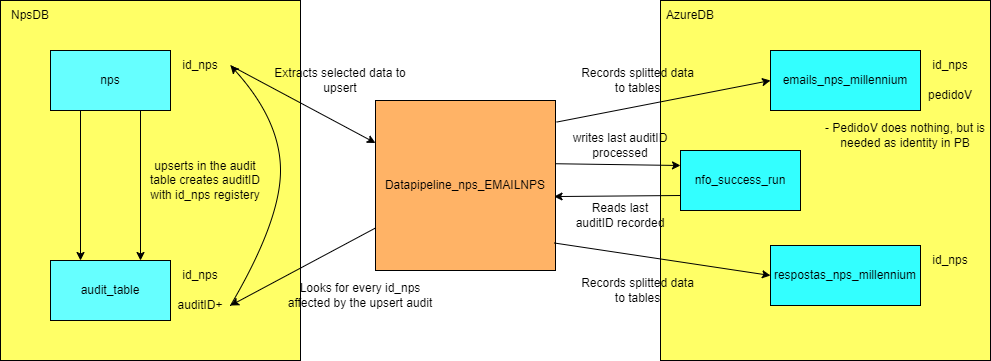 NpsDB
nps
id_nps
upserts in the audit
table creates auditID
with id_nps registery
audit_table
id_nps
auditID+
Extracts selected data to
upsert
Datapipeline_nps_EMAILNPS
Looks for every id_nps
affected by the upsert audit
Records splitted data
to tables
writes last auditID
processed
Reads last
auditID recorded
Records splitted data
to tables
AzureDB
emails_nps_millennium
id_nps
pedidoV
- PedidoV does nothing, but is
needed as identity in PB
nfo_success_run
respostas_nps_millennium
id_nps